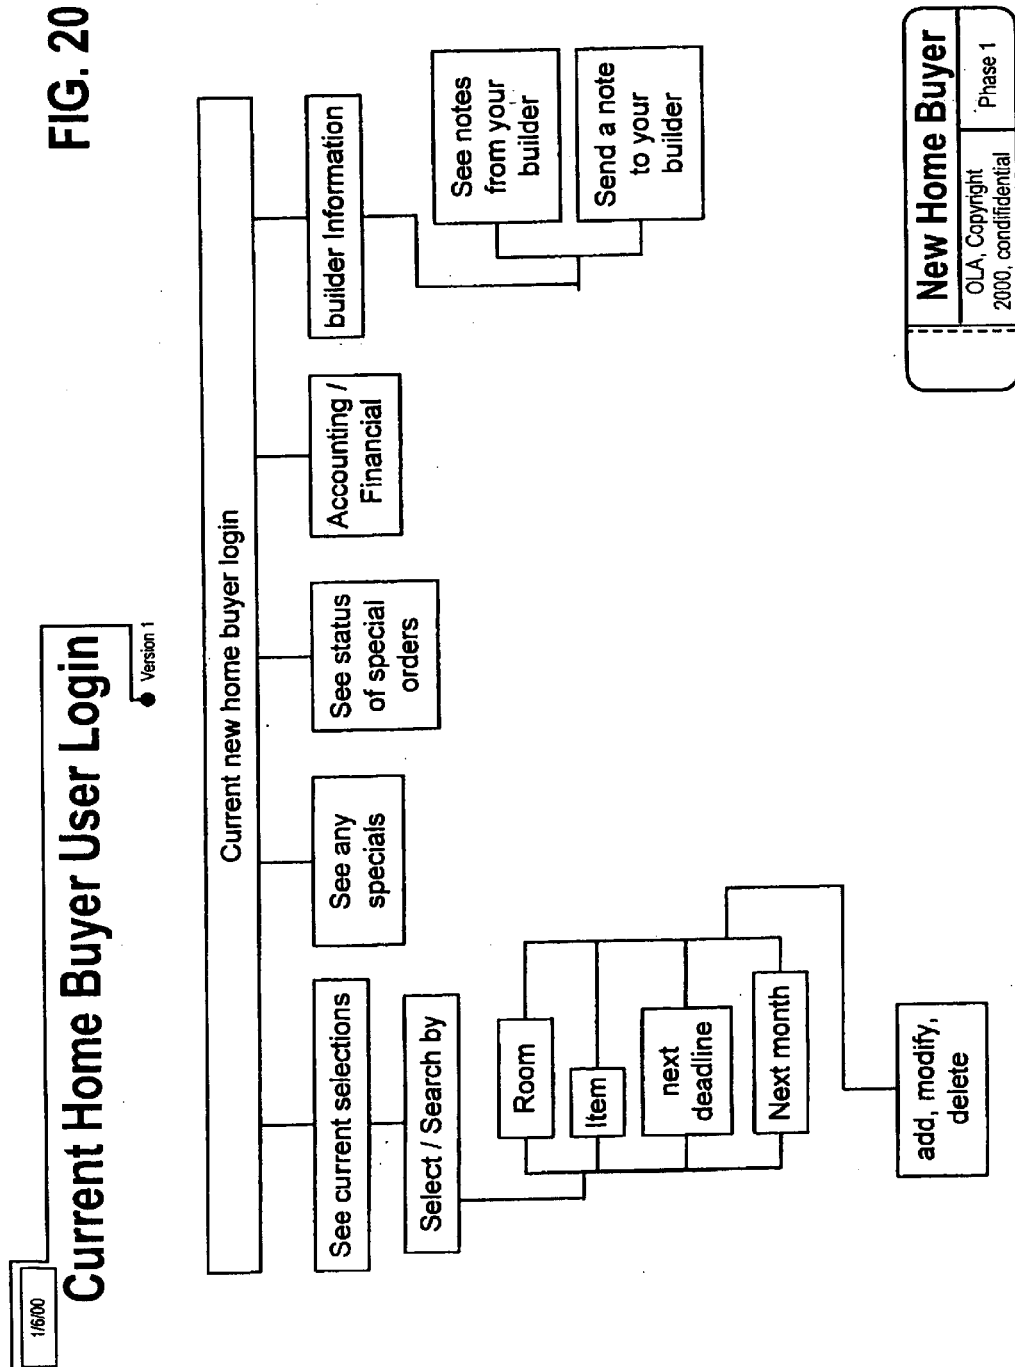 FIG. 20
1/6/00
Current Home Buyer User Login
Version 1
Current new home buyer login
See current selections
Select / Search by
Room
Item
next
deadline
Next month
add, modify,
delete
See any
specials
See status
of special
orders
Accounting /
Financial
builder Information
See notes
from your
builder
Send a note
to your
builder
New Home Buyer
OLA, Copyright
2000, condifidential
Phase 1